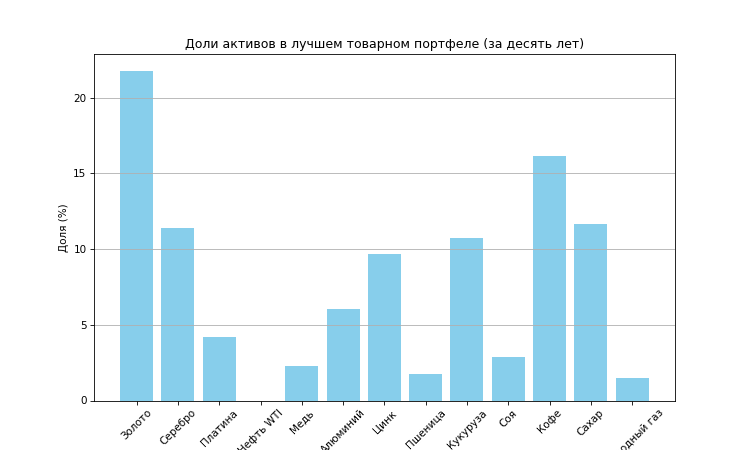 Доли активов в лучшем товарном портфеле (за десять лет)
Доля (%)
20
15
10
5
0
Золото
Серебро
Платина
Нефть WTI
Медь
Алюминий
Цинк
Пшеница
Кукуруза
Соя
Кофе
Сахар
газ